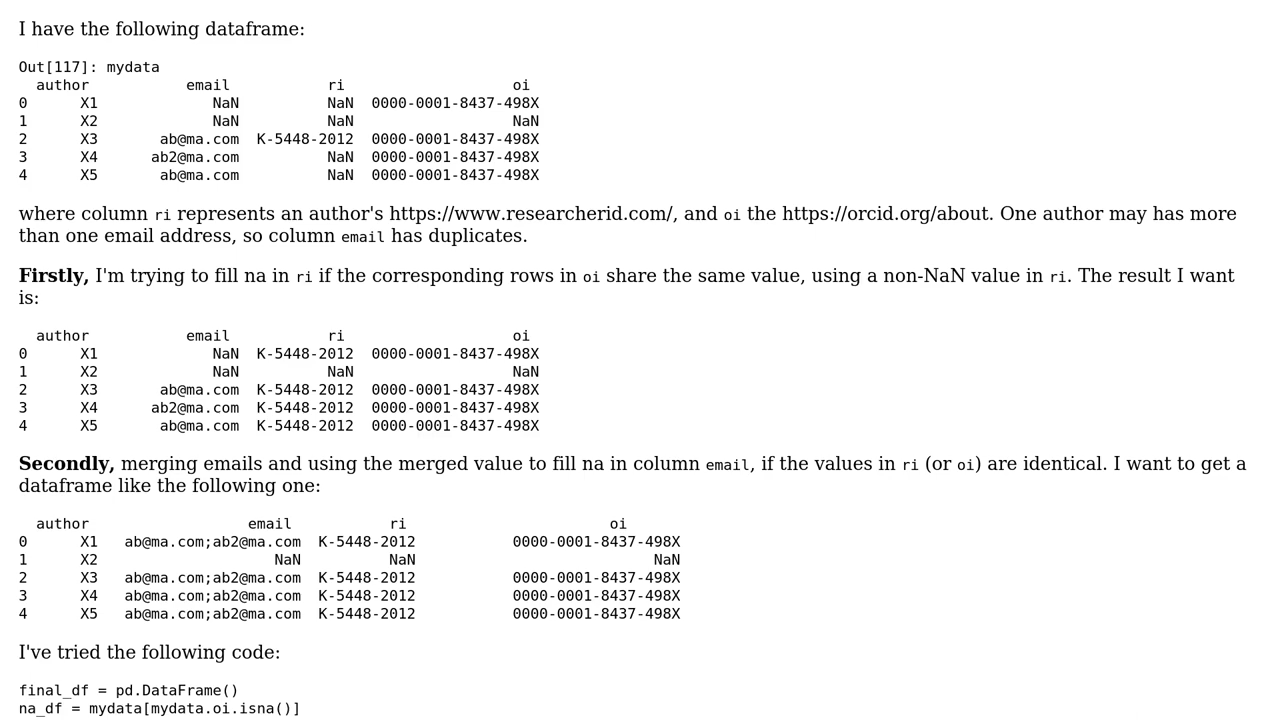 I have the following dataframe:
Out[117]: mydata
  author           email           ri                   oi
0      X1             NaN          NaN  0000-0001-8437-498X
1      X2             NaN          NaN                  NaN
2      X3       ab@ma.com  K-5448-2012  0000-0001-8437-498X
3      X4      ab2@ma.com          NaN  0000-0001-8437-498X
4      X5       ab@ma.com          NaN  0000-0001-8437-498X
where column ri represents an author's https://www.researcherid.com/, and oi the https://orcid.org/about. One author may has more
than one email address, so column email has duplicates.
Firstly, I'm trying to fill na in ri if the corresponding rows in oi share the same value, using a non-NaN value in ri. The result I want
is:
  author           email           ri                   oi
0      X1             NaN  K-5448-2012  0000-0001-8437-498X
1      X2             NaN          NaN                  NaN
2      X3       ab@ma.com  K-5448-2012  0000-0001-8437-498X
3      X4      ab2@ma.com  K-5448-2012  0000-0001-8437-498X
4      X5       ab@ma.com  K-5448-2012  0000-0001-8437-498X
Secondly, merging emails and using the merged value to fill na in column email, if the values in ri (or oi) are identical. I want to get a
dataframe like the following one:
  author                  email           ri                       oi
0      X1   ab@ma.com;ab2@ma.com  K-5448-2012           0000-0001-8437-498X
1      X2                    NaN          NaN                           NaN
2      X3   ab@ma.com;ab2@ma.com  K-5448-2012           0000-0001-8437-498X
3      X4   ab@ma.com;ab2@ma.com  K-5448-2012           0000-0001-8437-498X
4      X5   ab@ma.com;ab2@ma.com  K-5448-2012           0000-0001-8437-498X
I've tried the following code:
final_df = pd.DataFrame()
na_df = mydata[mydata.oi.isna()]